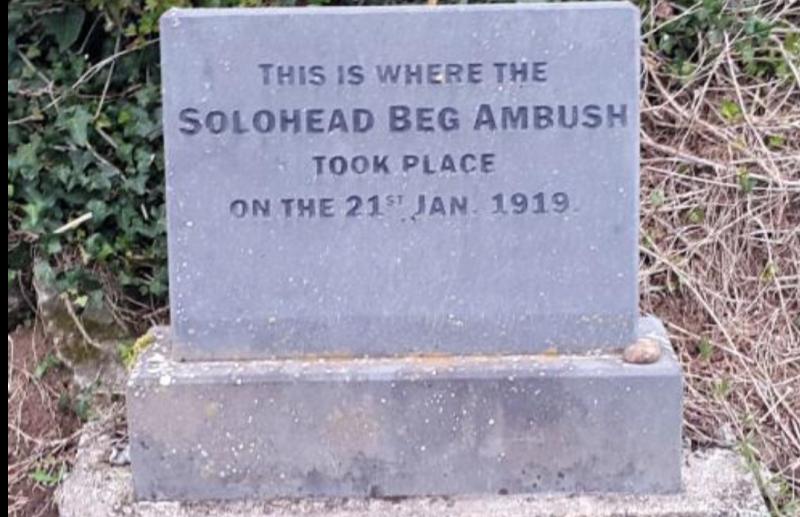 THIS IS WHERE THE
SOLOHEAD BEG AMBUSH
TOOK PLACE
ON THE 21ST JAN. 1919.